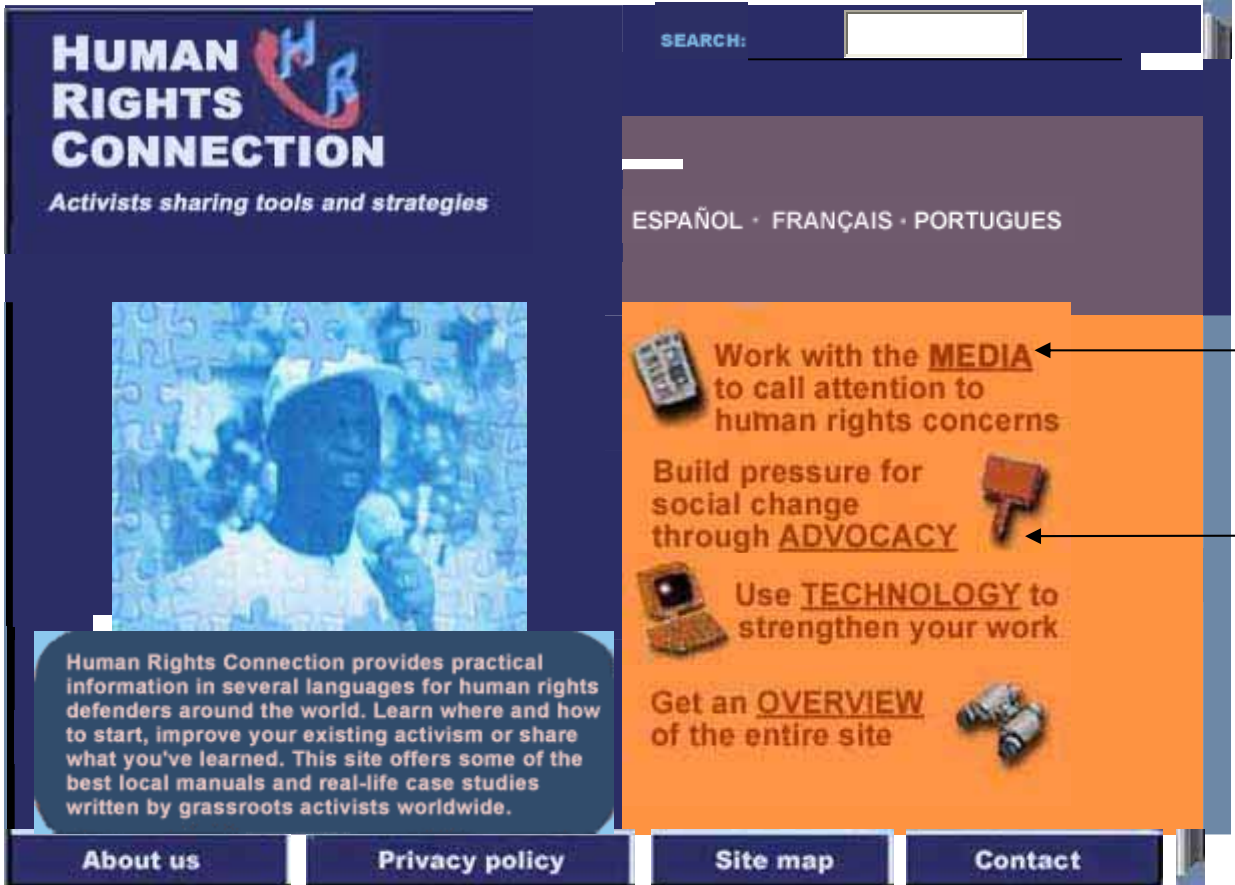 HUMAN
RIGHTS
CONNECTION
HR
Activists sharing tools and strategies
SEARCH:
ESPAÑOL · FRANÇAIS · PORTUGUES
Work with the MEDIA
to call attention to
human rights concerns
Build pressure for
social change
through ADVOCACY
Use TECHNOLOGY to
strengthen your work
Get an OVERVIEW
of the entire site
Human Rights Connection provides practical
information in several languages for human rights
defenders around the world. Learn where and how
to start, improve your existing activism or share
what you've learned. This site offers some of the
best local manuals and real-life case studies
written by grassroots activists worldwide.
About us
Privacy policy
Site map
Contact